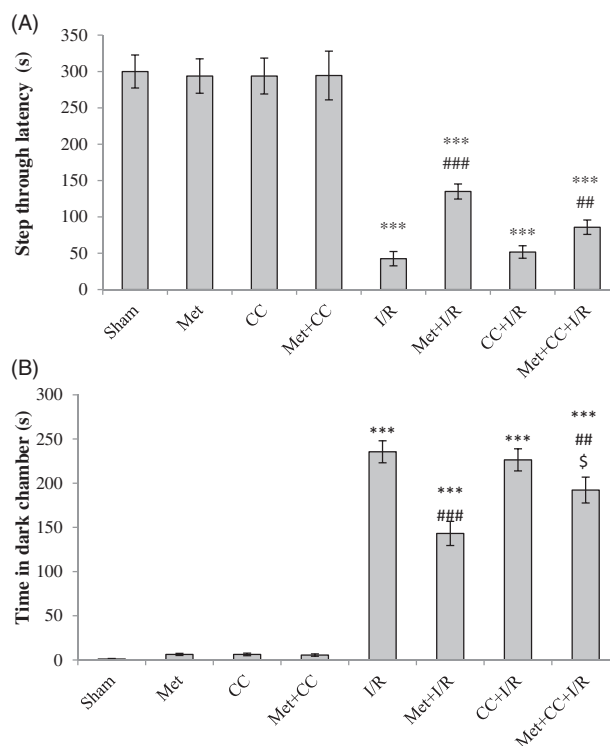 (A)
Step through latency (s)
350
300
250
200
150
100
50
0
***
***
###
***
***
##
Sham
Met
CC
Met+CC
I/R
Met+I/R
CC+I/R
Met+CC+I/R
(B)
Time in dark chamber (s)
300
250
200
150
100
50
0
***
***
###
***
***
##
$
Sham
Met
CC
Met+CC
I/R
Met+I/R
CC+I/R
Met+CC+I/R